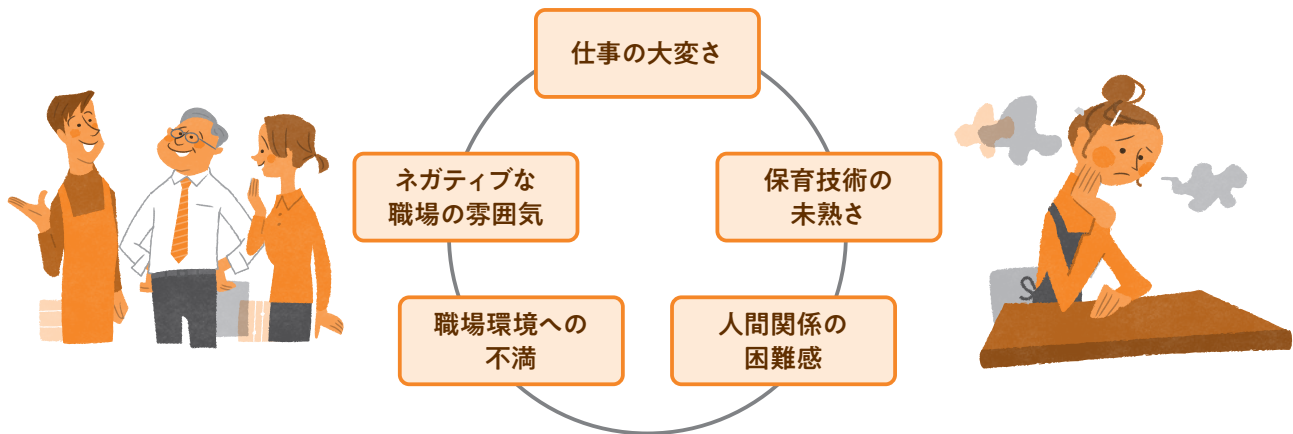 仕事の大変さ
ネガティブな
職場の雰囲気
保育技術の
未熟さ
職場環境への
不満
人間関係の
困難感